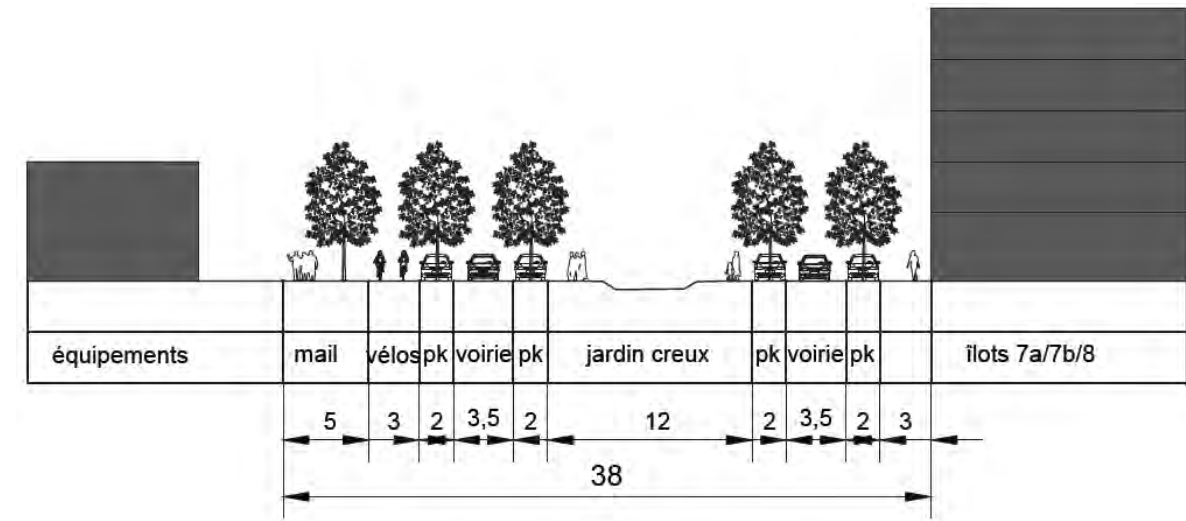 équipements mail vélos pk voirie pk jardin creux pk voirie pk îlots 7a/7b/8
5 3 2 3,5 2 12 2 3,5 2 3
38